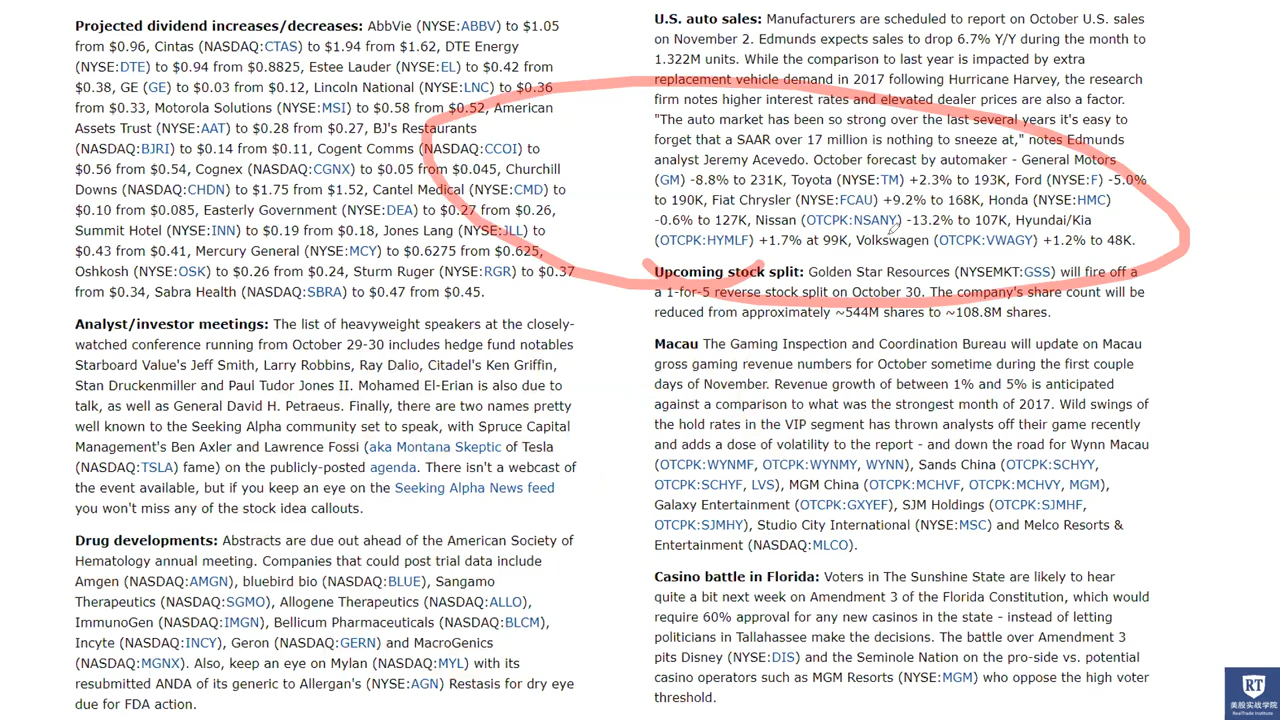 Projected dividend increases/decreases: AbbVie (NYSE:ABBV) to $1.05
from $0.96, Cintas (NASDAQ:CTAS) to $1.94 from $1.62, DTE Energy
(NYSE:DTE) to $0.94 from $0.8825, Estee Lauder (NYSE:EL) to $0.42 from
$0.38, GE (GE) to $0.03 from $0.12, Lincoln National (NYSE:LNC) to $0.36
from $0.33, Motorola Solutions (NYSE:MSI) to $0.58 from $0.52, American
Assets Trust (NYSE:AAT) to $0.28 from $0.27, BJ's Restaurants
(NASDAQ:BJRI) to $0.14 from $0.11, Cogent Comms (NASDAQ:CCOI) to
$0.56 from $0.54, Cognex (NASDAQ:CGNX) to $0.05 from $0.045, Churchill
Downs (NASDAQ:CHDN) to $1.75 from $1.52, Cantel Medical (NYSE:CMD) to
$0.10 from $0.085, Easterly Government (NYSE:DEA) to $0.27 from $0.26,
Summit Hotel (NYSE:INN) to $0.19 from $0.18, Jones Lang (NYSE:JLL) to
$0.43 from $0.41, Mercury General (NYSE:MCY) to $0.6275 from $0.625,
Oshkosh (NYSE:OSK) to $0.26 from $0.24, Sturm Ruger (NYSE:RGR) to $0.37
from $0.34, Sabra Health (NASDAQ:SBRA) to $0.47 from $0.45.
Analyst/investor meetings: The list of heavyweight speakers at the closely-
watched conference running from October 29-30 includes hedge fund notables
Starboard Value's Jeff Smith, Larry Robbins, Ray Dalio, Citadel's Ken Griffin,
Stan Druckenmiller and Paul Tudor Jones II. Mohamed El-Erian is also due to
talk, as well as General David H. Petraeus. Finally, there are two names pretty
well known to the Seeking Alpha community set to speak, with Spruce Capital
Management's Ben Axler and Lawrence Fossi (aka Montana Skeptic of Tesla
(NASDAQ:TSLA) fame) on the publicly-posted agenda. There isn't a webcast of
the event available, but if you keep an eye on the Seeking Alpha News feed
you won't miss any of the stock idea callouts.
Drug developments: Abstracts are due out ahead of the American Society of
Hematology annual meeting. Companies that could post trial data include
Amgen (NASDAQ:AMGN), bluebird bio (NASDAQ:BLUE), Sangamo
Therapeutics (NASDAQ:SGMO), Allogene Therapeutics (NASDAQ:ALLO),
ImmunoGen (NASDAQ:IMGN), Bellicum Pharmaceuticals (NASDAQ:BLCM),
Incyte (NASDAQ:INCY), Geron (NASDAQ:GERN) and MacroGenics
(NASDAQ:MGNX). Also, keep an eye on Mylan (NASDAQ:MYL) with its
resubmitted ANDA of its generic to Allergan's (NYSE:AGN) Restasis for dry eye
due for FDA action.
U.S. auto sales: Manufacturers are scheduled to report on October U.S. sales
on November 2. Edmunds expects sales to drop 6.7% Y/Y during the month to
1.322M units. While the comparison to last year is impacted by extra
replacement vehicle demand in 2017 following Hurricane Harvey, the research
firm notes higher interest rates and elevated dealer prices are also a factor.
"The auto market has been so strong over the last several years it's easy to
forget that a SAAR over 17 million is nothing to sneeze at," notes Edmunds
analyst Jeremy Acevedo. October forecast by automaker - General Motors
(GM) -8.8% to 231K, Toyota (NYSE:TM) +2.3% to 193K, Ford (NYSE:F) -5.0%
to 190K, Fiat Chrysler (NYSE:FCAU) +9.2% to 168K, Honda (NYSE:HMC)
-0.6% to 127K, Nissan (OTCPK:NSANY) -13.2% to 107K, Hyundai/Kia
(OTCPK:HYMLF) +1.7% at 99K, Volkswagen (OTCPK:VWAGY) +1.2% to 48K.
Upcoming stock split: Golden Star Resources (NYSEMKT:GSS) will fire off a
a 1-for-5 reverse stock split on October 30. The company's share count will be
reduced from approximately ~544M shares to ~108.8M shares.
Macau The Gaming Inspection and Coordination Bureau will update on Macau
gross gaming revenue numbers for October sometime during the first couple
days of November. Revenue growth of between 1% and 5% is anticipated
against a comparison to what was the strongest month of 2017. Wild swings of
the hold rates in the VIP segment has thrown analysts off their game recently
and adds a dose of volatility to the report - and down the road for Wynn Macau
(OTCPK:WYNMF, OTCPK:WYNMY, WYNN), Sands China (OTCPK:SCHYY,
OTCPK:SCHYF, LVS), MGM China (OTCPK:MCHVF, OTCPK:MCHVY, MGM),
Galaxy Entertainment (OTCPK:GXYEF), SJM Holdings (OTCPK:SJMHF,
OTCPK:SJMHY), Studio City International (NYSE:MSC) and Melco Resorts &
Entertainment (NASDAQ:MLCO).
Casino battle in Florida: Voters in The Sunshine State are likely to hear
quite a bit next week on Amendment 3 of the Florida Constitution, which would
require 60% approval for any new casinos in the state - instead of letting
politicians in Tallahassee make the decisions. The battle over Amendment 3
pits Disney (NYSE:DIS) and the Seminole Nation on the pro-side vs. potential
casino operators such as MGM Resorts (NYSE:MGM) who oppose the high voter
threshold.
RT
美股实战学院
RealTrade Institute